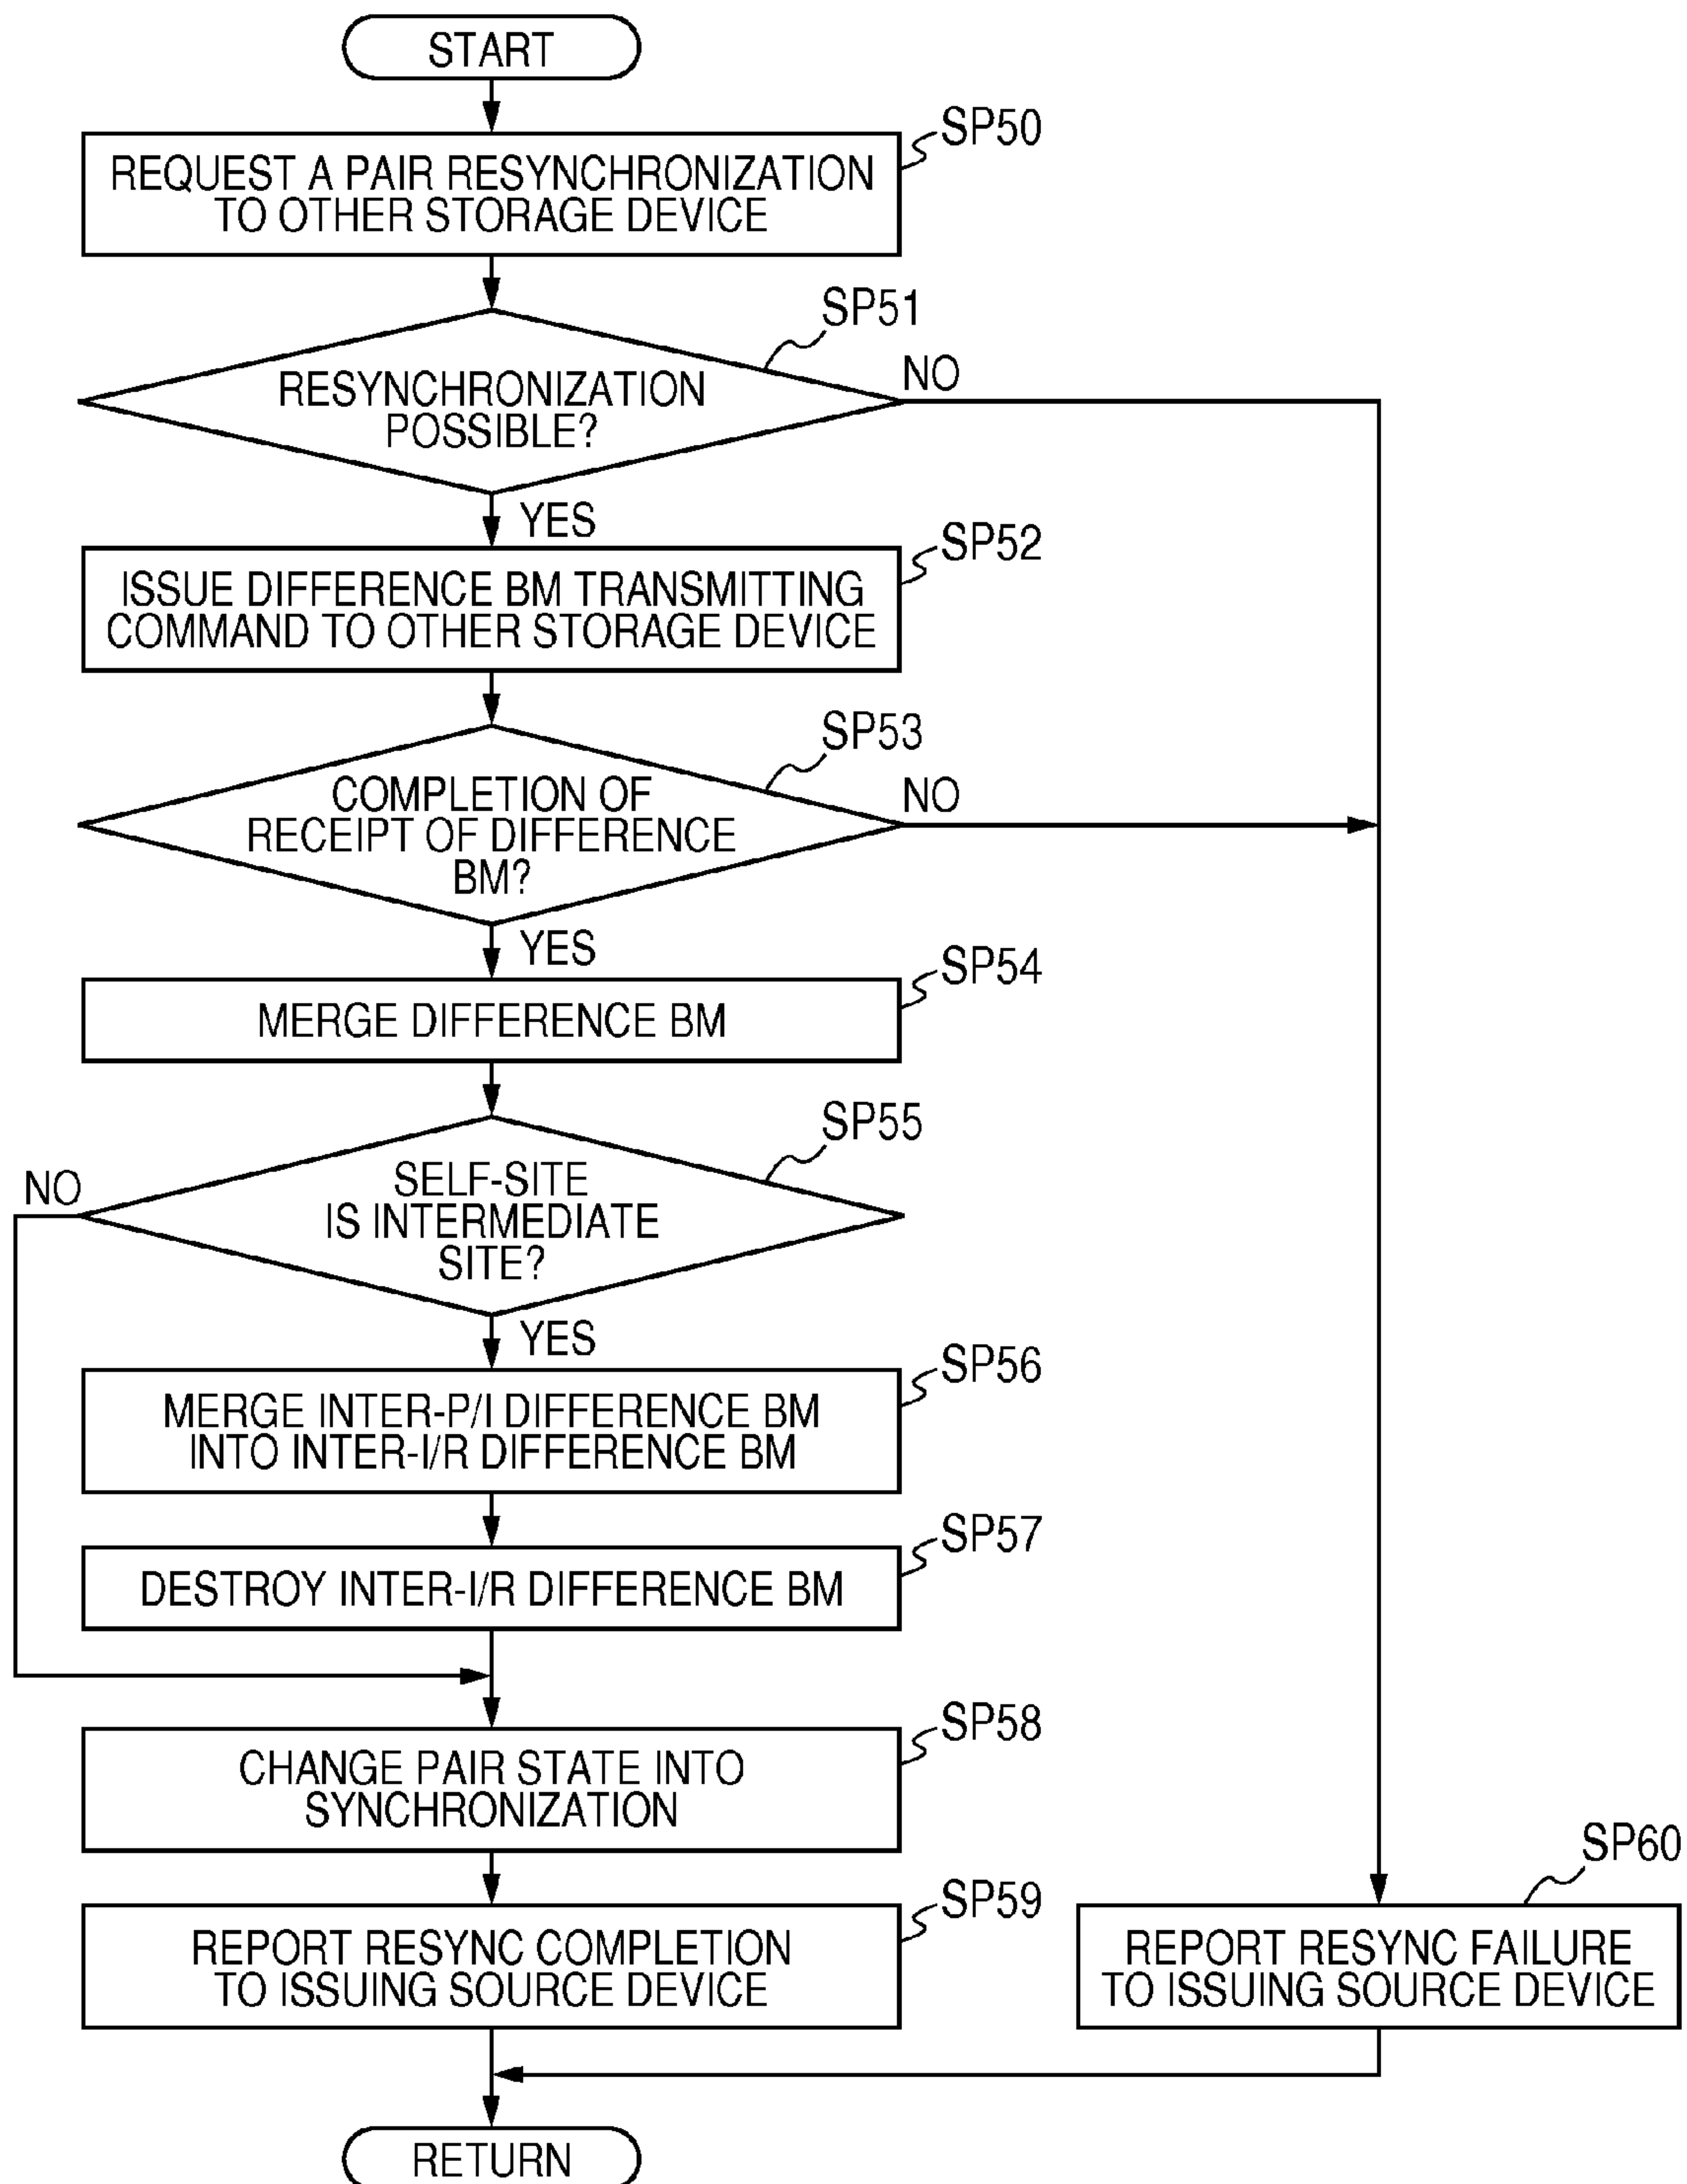 START
SP50
REQUEST A PAIR RESYNCHRONIZATION
TO OTHER STORAGE DEVICE
SP51
RESYNCHRONIZATION
POSSIBLE?
NO
YES
SP52
ISSUE DIFFERENCE BM TRANSMITTING
COMMAND TO OTHER STORAGE DEVICE
SP53
COMPLETION OF
RECEIPT OF DIFFERENCE
BM?
NO
YES
SP54
MERGE DIFFERENCE BM
SP55
SELF-SITE
IS INTERMEDIATE
SITE?
NO
YES
SP56
MERGE INTER-P/I DIFFERENCE BM
INTO INTER-I/R DIFFERENCE BM
SP57
DESTROY INTER-I/R DIFFERENCE BM
SP58
CHANGE PAIR STATE INTO
SYNCHRONIZATION
SP59
REPORT RESYNC COMPLETION
TO ISSUING SOURCE DEVICE
SP60
REPORT RESYNC FAILURE
TO ISSUING SOURCE DEVICE
RETURN